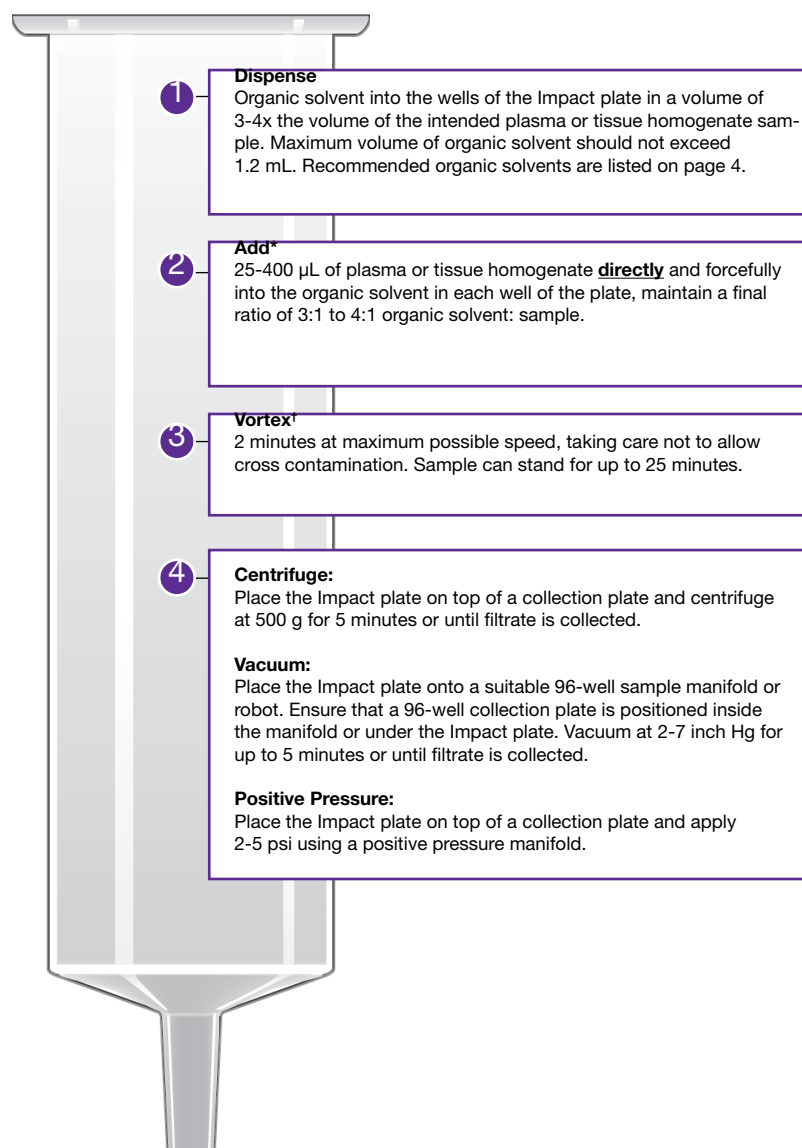 1
Dispense
Organic solvent into the wells of the Impact plate in a volume of
3-4x the volume of the intended plasma or tissue homogenate sam-
ple. Maximum volume of organic solvent should not exceed
1.2 mL. Recommended organic solvents are listed on page 4.
2
Add*
25-400 µL of plasma or tissue homogenate directly and forcefully
into the organic solvent in each well of the plate, maintain a final
ratio of 3:1 to 4:1 organic solvent: sample.
3
Vortex†
2 minutes at maximum possible speed, taking care not to allow
cross contamination. Sample can stand for up to 25 minutes.
4
Centrifuge:
Place the Impact plate on top of a collection plate and centrifuge
at 500 g for 5 minutes or until filtrate is collected.
Vacuum:
Place the Impact plate onto a suitable 96-well sample manifold or
robot. Ensure that a 96-well collection plate is positioned inside
the manifold or under the Impact plate. Vacuum at 2-7 inch Hg for
up to 5 minutes or until filtrate is collected.
Positive Pressure:
Place the Impact plate on top of a collection plate and apply
2-5 psi using a positive pressure manifold.